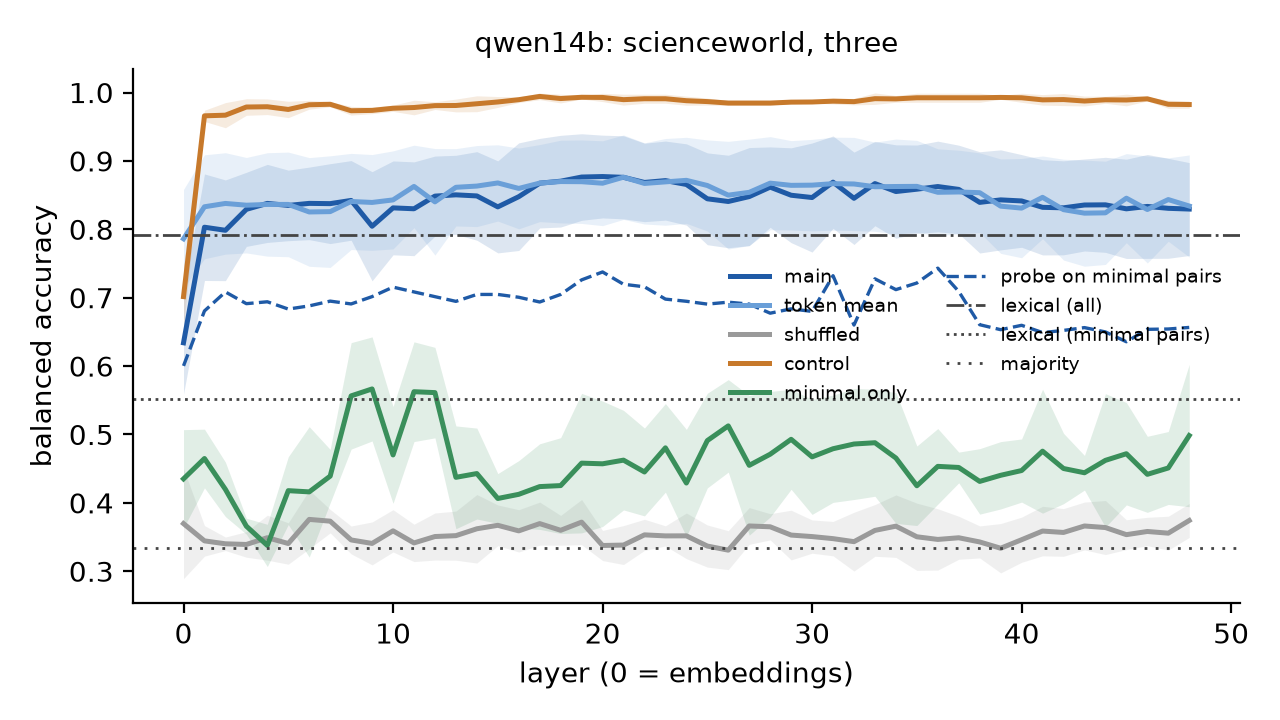 qwen14b: scienceworld, three
balanced accuracy
1.0
0.9
0.8
0.7
0.6
0.5
0.4
0.3
main
token mean
shuffled
control
minimal only
probe on minimal pairs
lexical (all)
lexical (minimal pairs)
majority
0 10 20 30 40 50
layer (0 = embeddings)